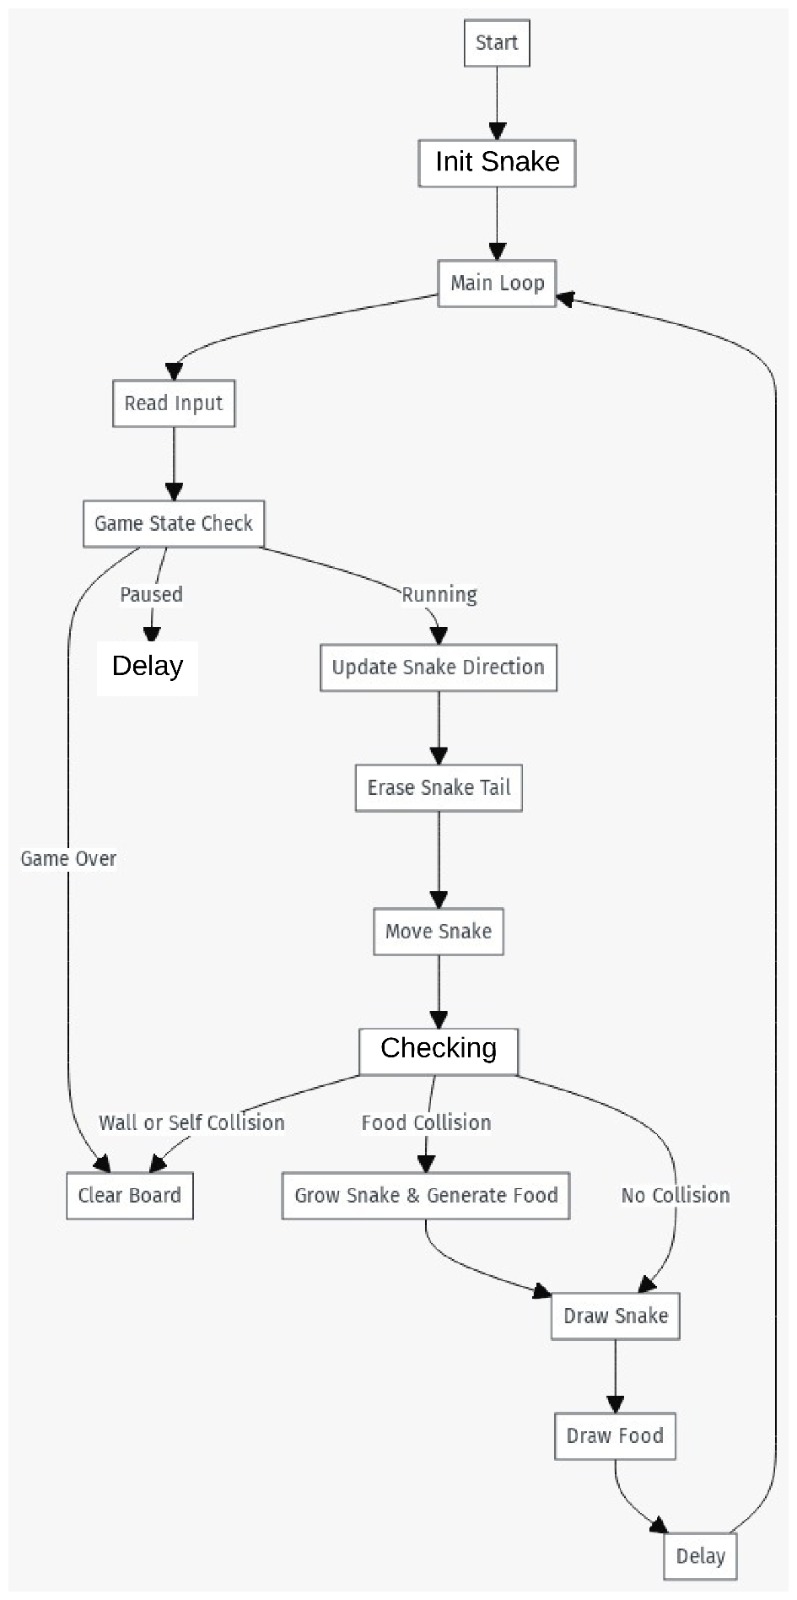 Start
Init Snake
Main Loop
Read Input
Game State Check
Paused
Running
Delay
Update Snake Direction
Erase Snake Tail
Game Over
Move Snake
Checking
Wall or Self Collision
Food Collision
No Collision
Clear Board
Grow Snake & Generate Food
Draw Snake
Draw Food
Delay